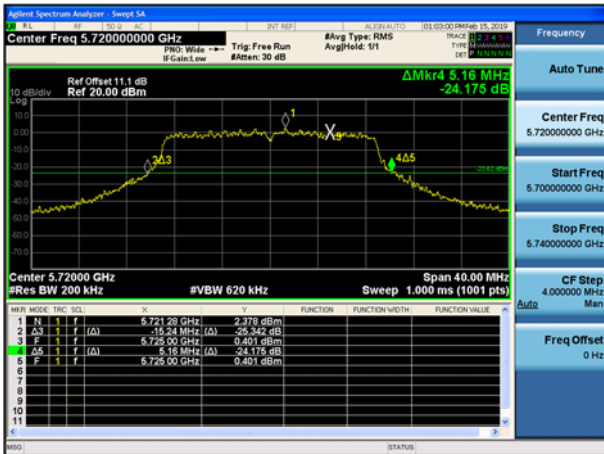 Agilent Spectrum Analyzer - Swept SA
RL RF 50 Ω AC INT REF ALIGN AUTO 01:03:00 PM Feb 15, 2019
Center Freq 5.720000000 GHz
PNO: Wide
IFGain:Low
Trig: Free Run
#Atten: 30 dB
#Avg Type: RMS
Avg|Hold: 1/1
TRACE 1 2 3 4 5 6
TYPE
DET P N N N N N
Frequency
Auto Tune
Center Freq
5.720000000 GHz
Start Freq
5.700000000 GHz
Stop Freq
5.740000000 GHz
CF Step
4.000000 MHz
Auto Man
Freq Offset
0 Hz
Ref Offset 11.1 dB
Ref 20.00 dBm
ΔMkr4 5.16 MHz
-24.175 dB
10 dB/div
Log
10.0
0.00
-10.0
-20.0
-30.0
-40.0
-50.0
-60.0
-70.0
1
2Δ3
4Δ5
Center 5.72000 GHz
#Res BW 200 kHz
#VBW 620 kHz
Span 40.00 MHz
Sweep 1.000 ms (1001 pts)
MKR MODE TRC SCL X Y FUNCTION FUNCTION WIDTH FUNCTION VALUE
1 N 1 f 5.721 28 GHz 2.378 dBm
2 Δ3 1 f (Δ) -15.24 MHz (Δ) -25.342 dB
3 F 1 f 5.725 00 GHz 0.401 dBm
4 Δ5 1 f (Δ) 5.16 MHz (Δ) -24.175 dB
5 F 1 f 5.725 00 GHz 0.401 dBm
6
7
8
9
10
11
MSG STATUS